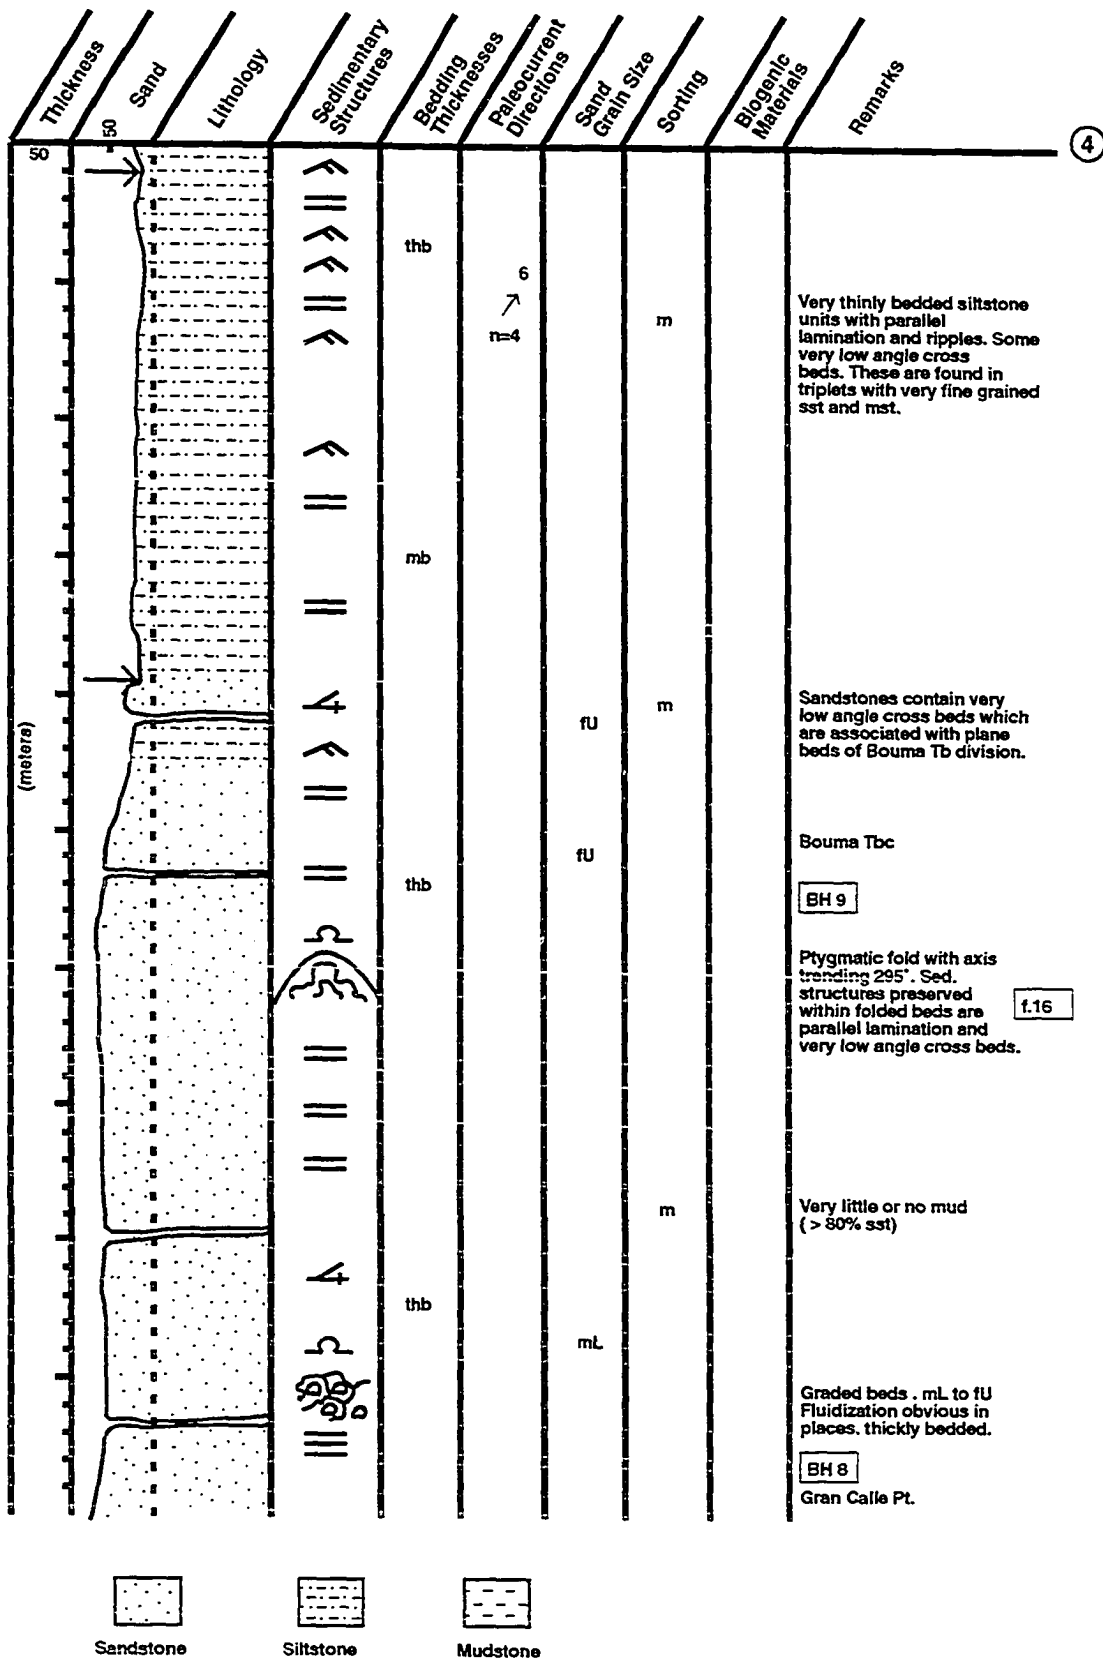 Thickness
Sand
Lithology
Sedimentary
Structures
Bedding
Thicknesses
Paleocurrent
Directions
Sand
Grain Size
Sorting
Biogenic
Materials
Remarks
4
50
50
thb
6
n=4
m
Very thinly bedded siltstone
units with parallel
lamination and ripples. Some
very low angle cross
beds. These are found in
triplets with very fine grained
sst and mst.
mb
(meters)
fU
m
Sandstones contain very
low angle cross beds which
are associated with plane
beds of Bouma Tb division.
fU
Bouma Tbc
thb
BH 9
Ptygmatic fold with axis
trending 295°. Sed.
structures preserved
within folded beds are
parallel lamination and
very low angle cross beds.
f.16
m
Very little or no mud
( > 80% sst)
thb
mL
Graded beds . mL to fU
Fluidization obvious in
places. thickly bedded.
BH 8
Gran Calle Pt.
Sandstone
Siltstone
Mudstone